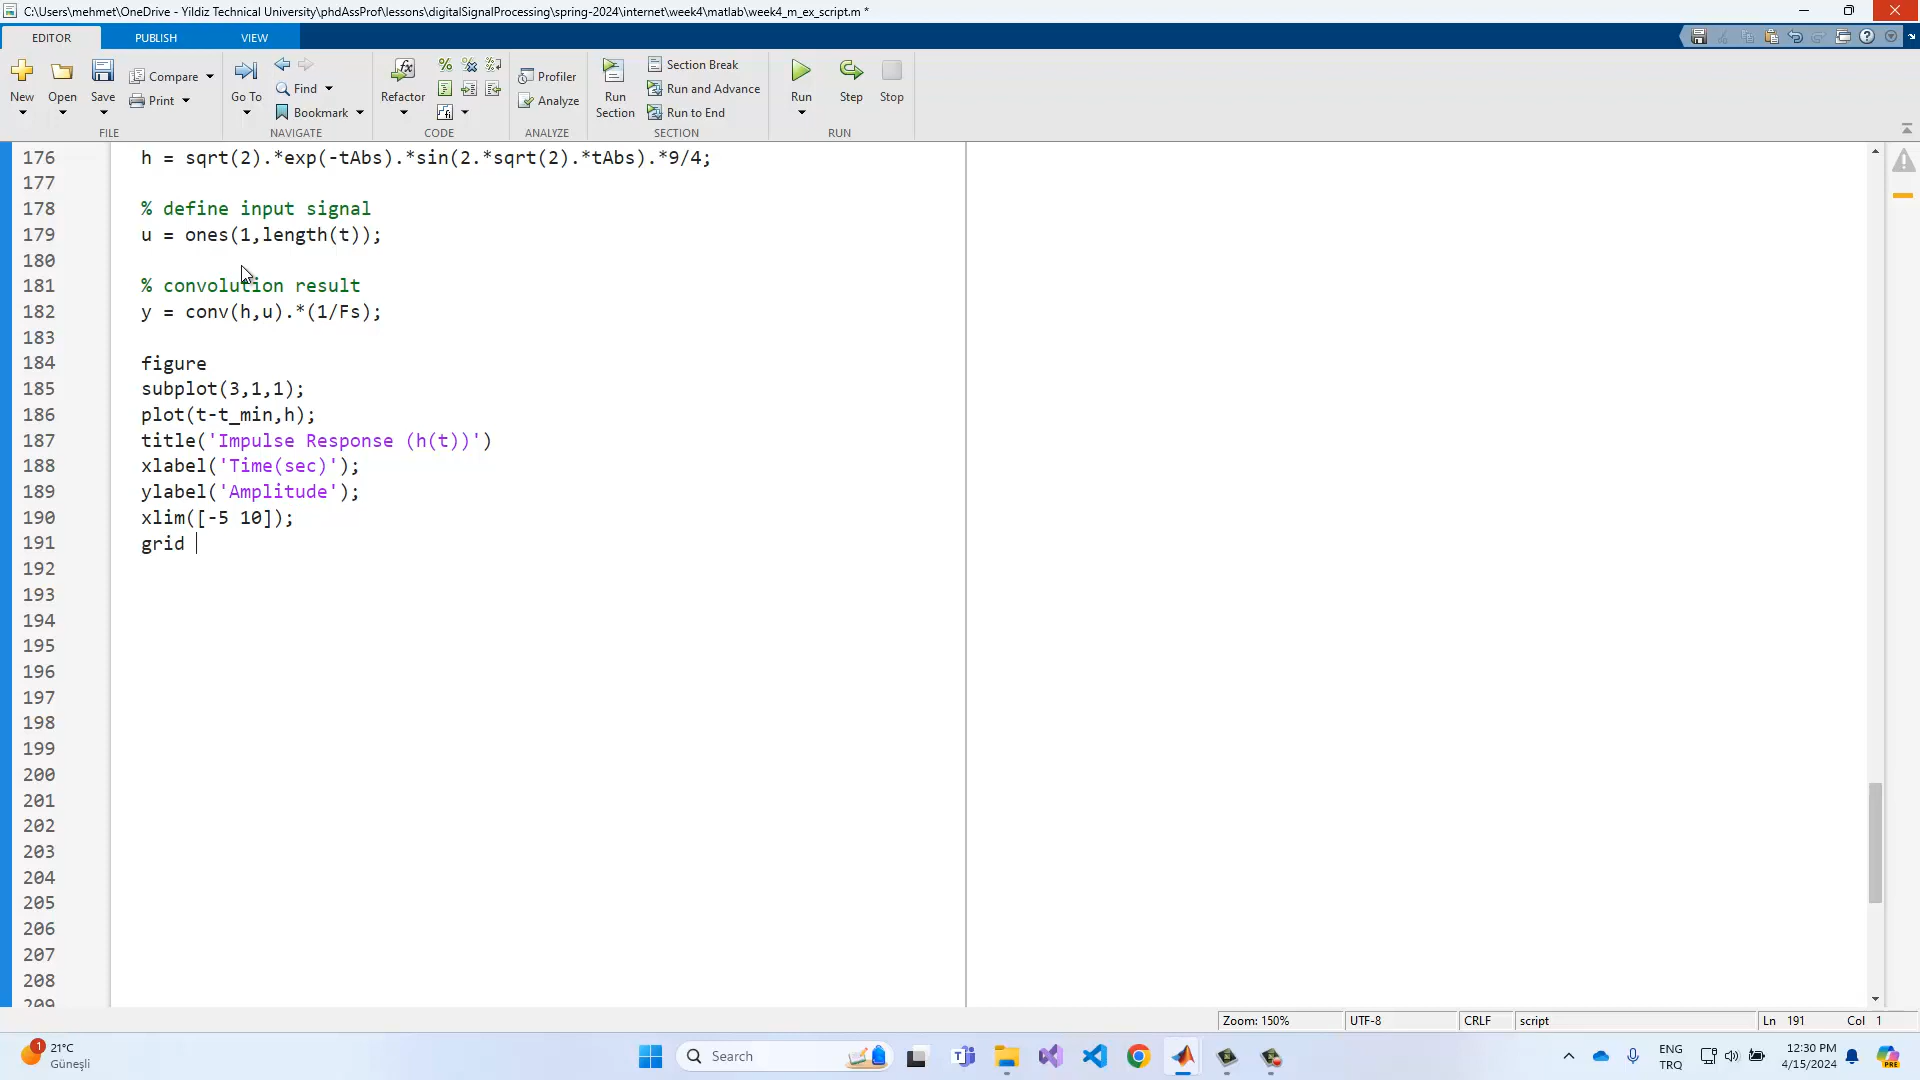 C:\Users\mehmet\OneDrive - Yildiz Technical University\phdAssProf\lessons\digitalSignalProcessing\spring-2024\internet\week4\matlab\week4_m_ex_script.m *
EDITOR PUBLISH VIEW
New Open Save Compare Print
Go To Find Bookmark
Refactor
Profiler Analyze
Run Section Section Break Run and Advance Run to End
Run Step Stop
FILE NAVIGATE CODE ANALYZE SECTION RUN
176 h = sqrt(2).*exp(-tAbs).*sin(2.*sqrt(2).*tAbs).*9/4;
177
178 % define input signal
179 u = ones(1,length(t));
180
181 % convolution result
182 y = conv(h,u).*(1/Fs);
183
184 figure
185 subplot(3,1,1);
186 plot(t-t_min,h);
187 title('Impulse Response (h(t))')
188 xlabel('Time(sec)');
189 ylabel('Amplitude');
190 xlim([-5 10]);
191 grid
192
193
194
195
196
197
198
199
200
201
202
203
204
205
206
207
208
209
Zoom: 150% UTF-8 CRLF script Ln 191 Col 1
1 21°C
Güneşli
Search
ENG
TRQ
12:30 PM
4/15/2024
PRE